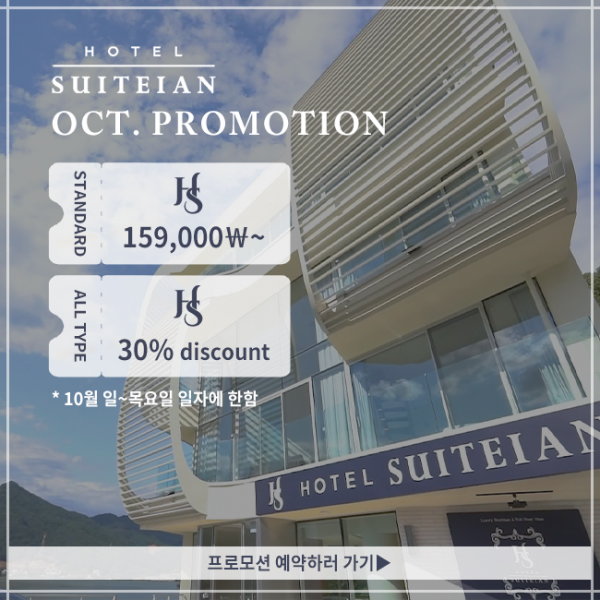 HOTEL
SUITEIAN
OCT. PROMOTION
STANDARD
HS
159,000₩~
ALL TYPE
HS
30% discount
* 10월 일~목요일 일자에 한함
HS HOTEL SUITEIAN
HS
SUITEIAN
프로모션 예약하러 가기▶